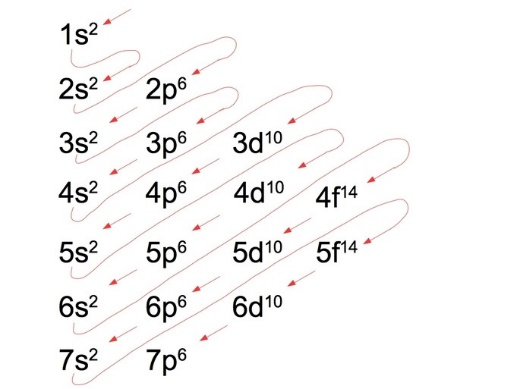 1s²
2s² 2p⁶
3s² 3p⁶ 3d¹⁰
4s² 4p⁶ 4d¹⁰ 4f¹⁴
5s² 5p⁶ 5d¹⁰ 5f¹⁴
6s² 6p⁶ 6d¹⁰
7s² 7p⁶